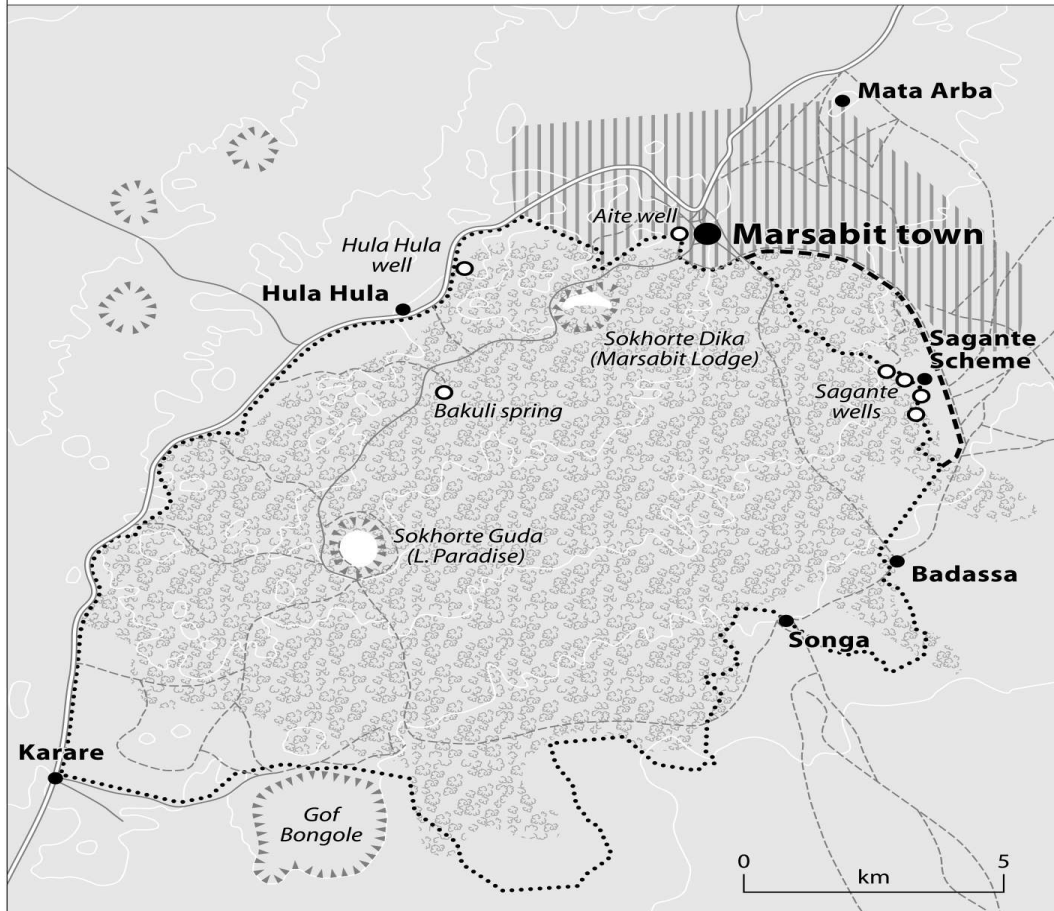 Mata Arba
Aite well
Marsabit town
Hula Hula
well
Hula Hula
Sokhorte Dika
(Marsabit Lodge)
Sagante
Scheme
Bakuli spring
Sagante
wells
Sokhorte Guda
(L. Paradise)
Badassa
Songa
Karare
Gof
Bongole
0 5
km